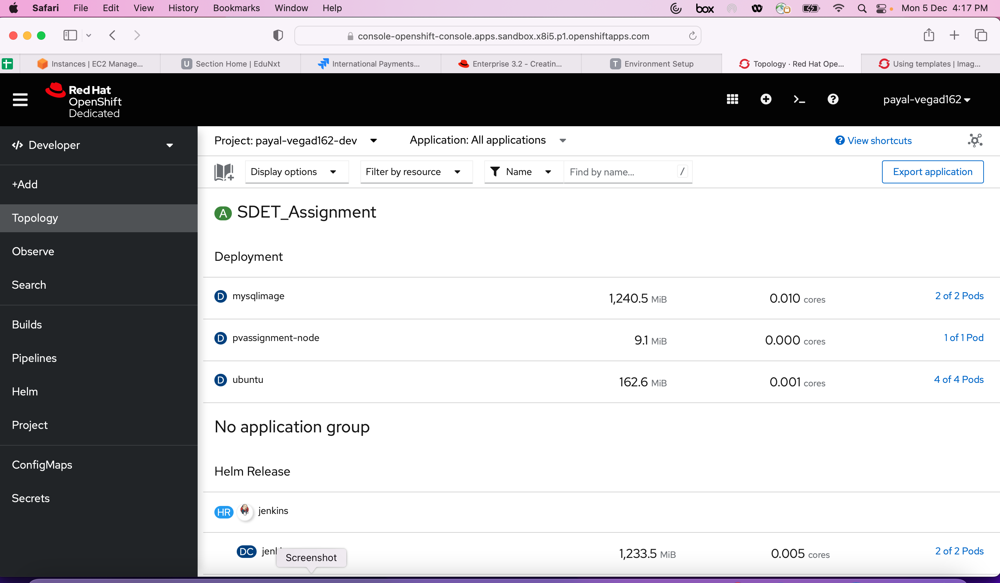 Safari File Edit View History Bookmarks Window Help box Mon 5 Dec 4:17 PM
console-openshift-console.apps.sandbox.x8i5.p1.openshiftapps.com
Instances | EC2 Manage... U Section Home | EduNxt International Payments... Enterprise 3.2 - Creatin... T Environment Setup Topology · Red Hat Ope... Using templates | Imag...
Red Hat
OpenShift
Dedicated
payal-vegad162
Developer
+Add
Topology
Observe
Search
Builds
Pipelines
Helm
Project
ConfigMaps
Secrets
Project: payal-vegad162-dev Application: All applications View shortcuts
Display options Filter by resource Name Find by name... / Export application
A SDET_Assignment
Deployment
D mysqlimage 1,240.5 MiB 0.010 cores 2 of 2 Pods
D pvassignment-node 9.1 MiB 0.000 cores 1 of 1 Pod
D ubuntu 162.6 MiB 0.001 cores 4 of 4 Pods
No application group
Helm Release
HR jenkins
DC 1,233.5 MiB 0.005 cores 2 of 2 Pods
Screenshot